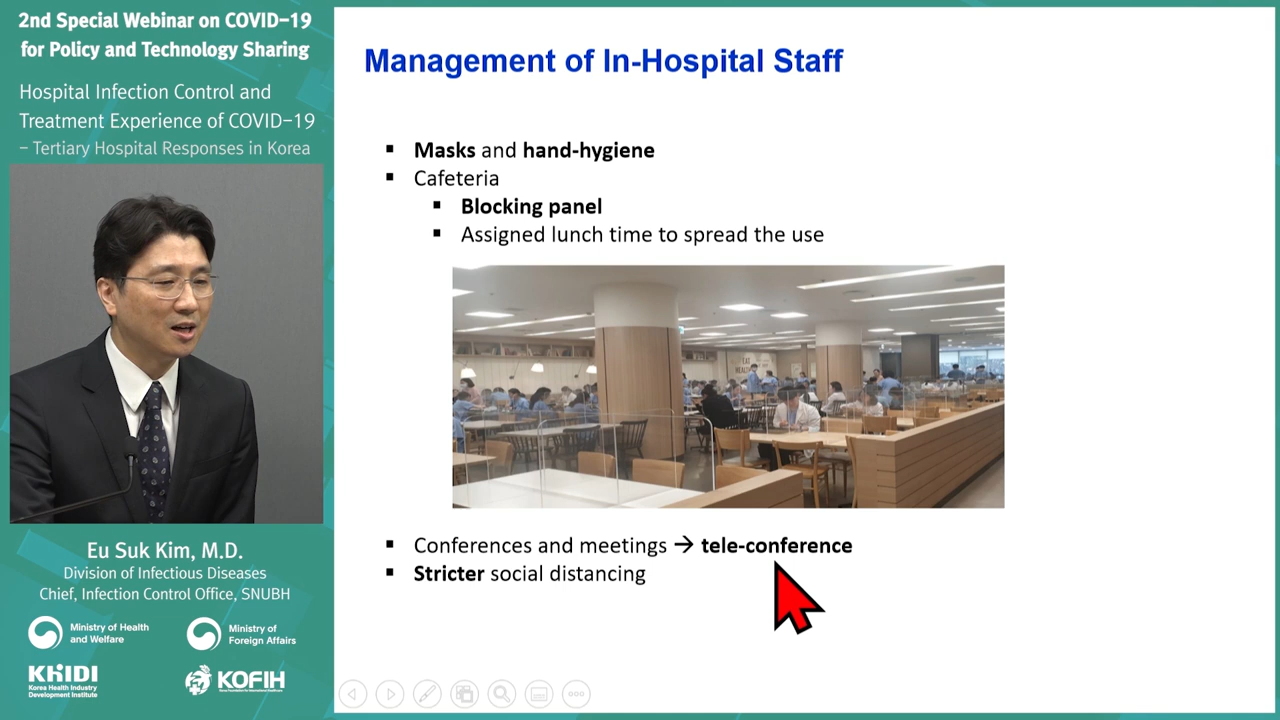 2nd Special Webinar on COVID-19
for Policy and Technology Sharing
Hospital Infection Control and
Treatment Experience of COVID-19
– Tertiary Hospital Responses in Korea
Eu Suk Kim, M.D.
Division of Infectious Diseases
Chief, Infection Control Office, SNUBH
Ministry of Health
and Welfare
Ministry of
Foreign Affairs
KHIDI
Korea Health Industry
Development Institute
KOFIH
Management of In-Hospital Staff
▪ Masks and hand-hygiene
▪ Cafeteria
▪ Blocking panel
▪ Assigned lunch time to spread the use
EAT
▪ Conferences and meetings → tele-conference
▪ Stricter social distancing